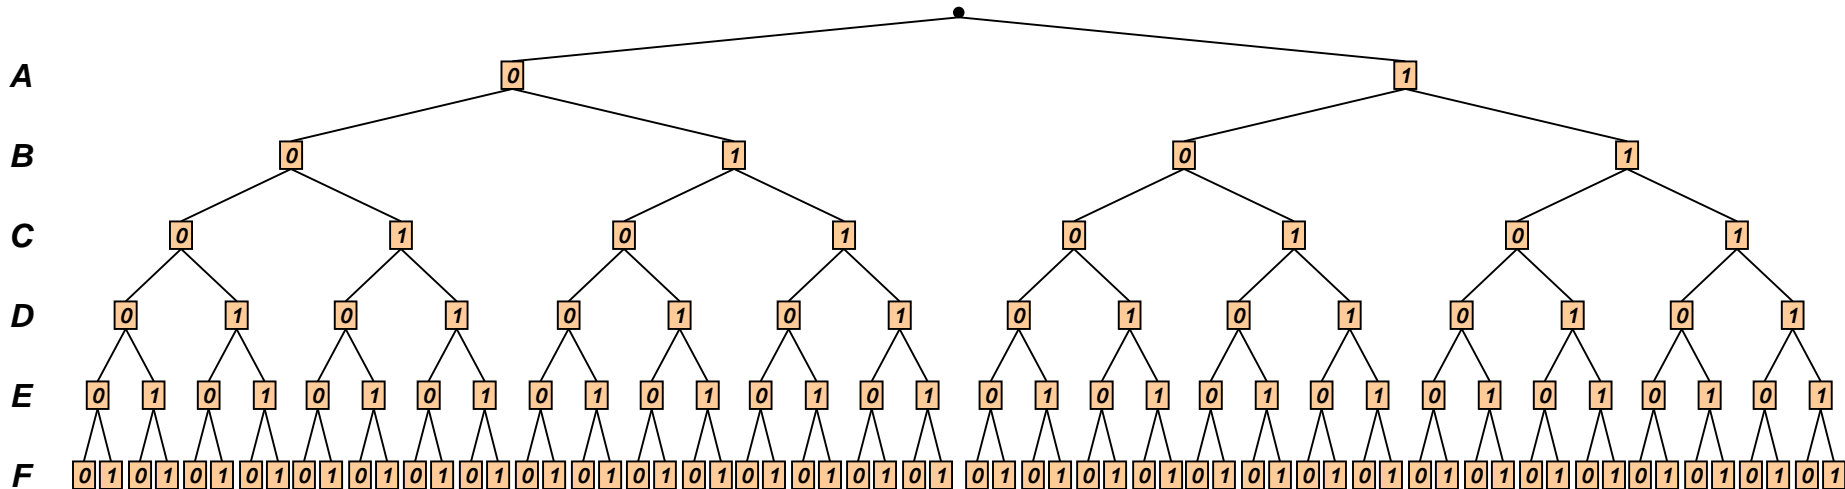 A 0 1
B 0 1 0 1
C 0 1 0 1 0 1 0 1
D 0 1 0 1 0 1 0 1 0 1 0 1 0 1 0 1
E 0 1 0 1 0 1 0 1 0 1 0 1 0 1 0 1 0 1 0 1 0 1 0 1 0 1 0 1 0 1 0 1
F 0 1 0 1 0 1 0 1 0 1 0 1 0 1 0 1 0 1 0 1 0 1 0 1 0 1 0 1 0 1 0 1 0 1 0 1 0 1 0 1 0 1 0 1 0 1 0 1 0 1 0 1 0 1 0 1 0 1 0 1 0 1 0 1